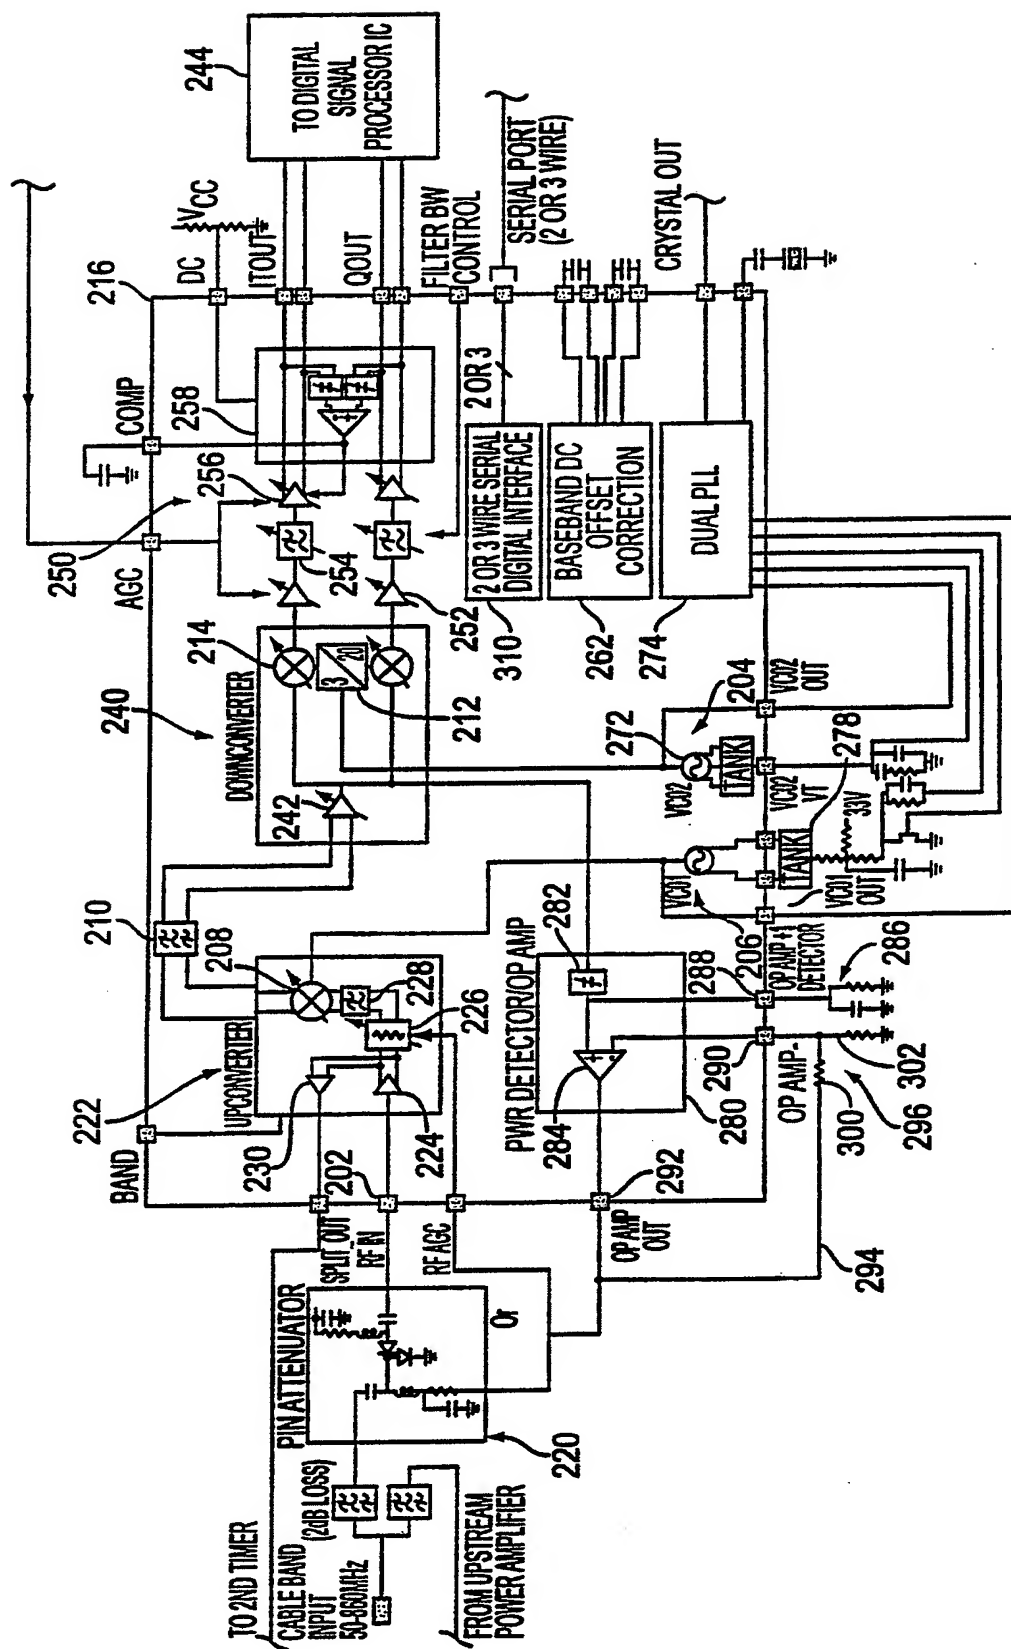 244
TO DIGITAL
SIGNAL
PROCESSOR IC
216
DC
VCC
ITOUT
QOUT
FILTER BW
CONTROL
SERIAL PORT
(2 OR 3 WIRE)
CRYSTAL OUT
COMP
258
256
250
AGC
254
252
2 OR 3
2 OR 3 WIRE SERIAL
DIGITAL INTERFACE
310
BASEBAND DC
OFFSET
CORRECTION
262
DUAL PLL
274
240
DOWNCONVERTER
214
3
20
212
242
272
204
VCO2
TANK
VCO2
OUT
VCO2
VT
278
33V
210
208
VCO1
TANK
VCO1
OUT
206
222
UPCONVERTER
228
226
230
224
BAND
PWR DETECTOR/OP AMP
282
284
280
288
OP AMP +1
DETECTOR
286
290
OP AMP-
302
300
296
202
SPLIT_OUT
RF IN
RF AGC
292
OP AMP
OUT
294
PIN ATTENUATOR
Or
220
(2dB LOSS)
TO 2ND TIMER
CABLE BAND
INPUT
50-860MHz
FROM UPSTREAM
POWER AMPLIFIER